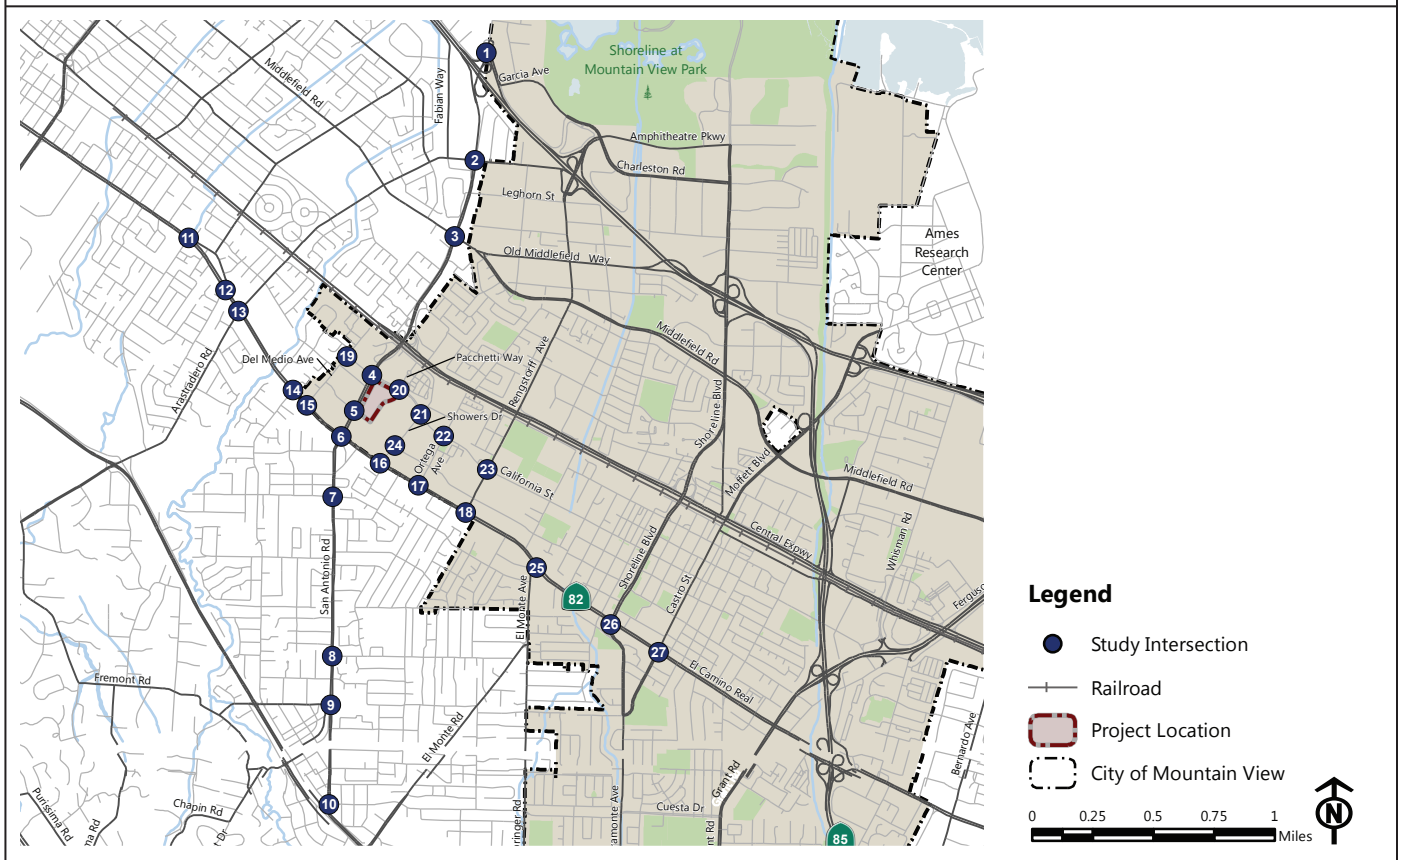 1
Garcia Ave
Shoreline at
Mountain View Park
Middlefield Rd
Fabian Way
Amphitheatre Pkwy
2
Charleston Rd
Leghorn St
11
3
Old Middlefield Way
Ames
Research
Center
12
13
Middlefield Rd
Del Medio Ave
19
Pacchetti Way
Rengstorff Ave
Arastradero Rd
4
14
20
15
5
21
Showers Dr
Shoreline Blvd
6
24
22
Ortega
Ave
16
23
California St
Moffett Blvd
Middlefield Rd
17
7
18
Central Expwy
Whisman Rd
San Antonio Rd
25
El Monte Ave
82
Shoreline Blvd
Castro St
26
27
8
El Camino Real
Fremont Rd
9
El Monte Rd
Bernardo Ave
Grant Rd
10
Chapin Rd
Purissima Rd
Cuesta Dr
85
Legend
Study Intersection
Railroad
Project Location
City of Mountain View
N
0 0.25 0.5 0.75 1
Miles